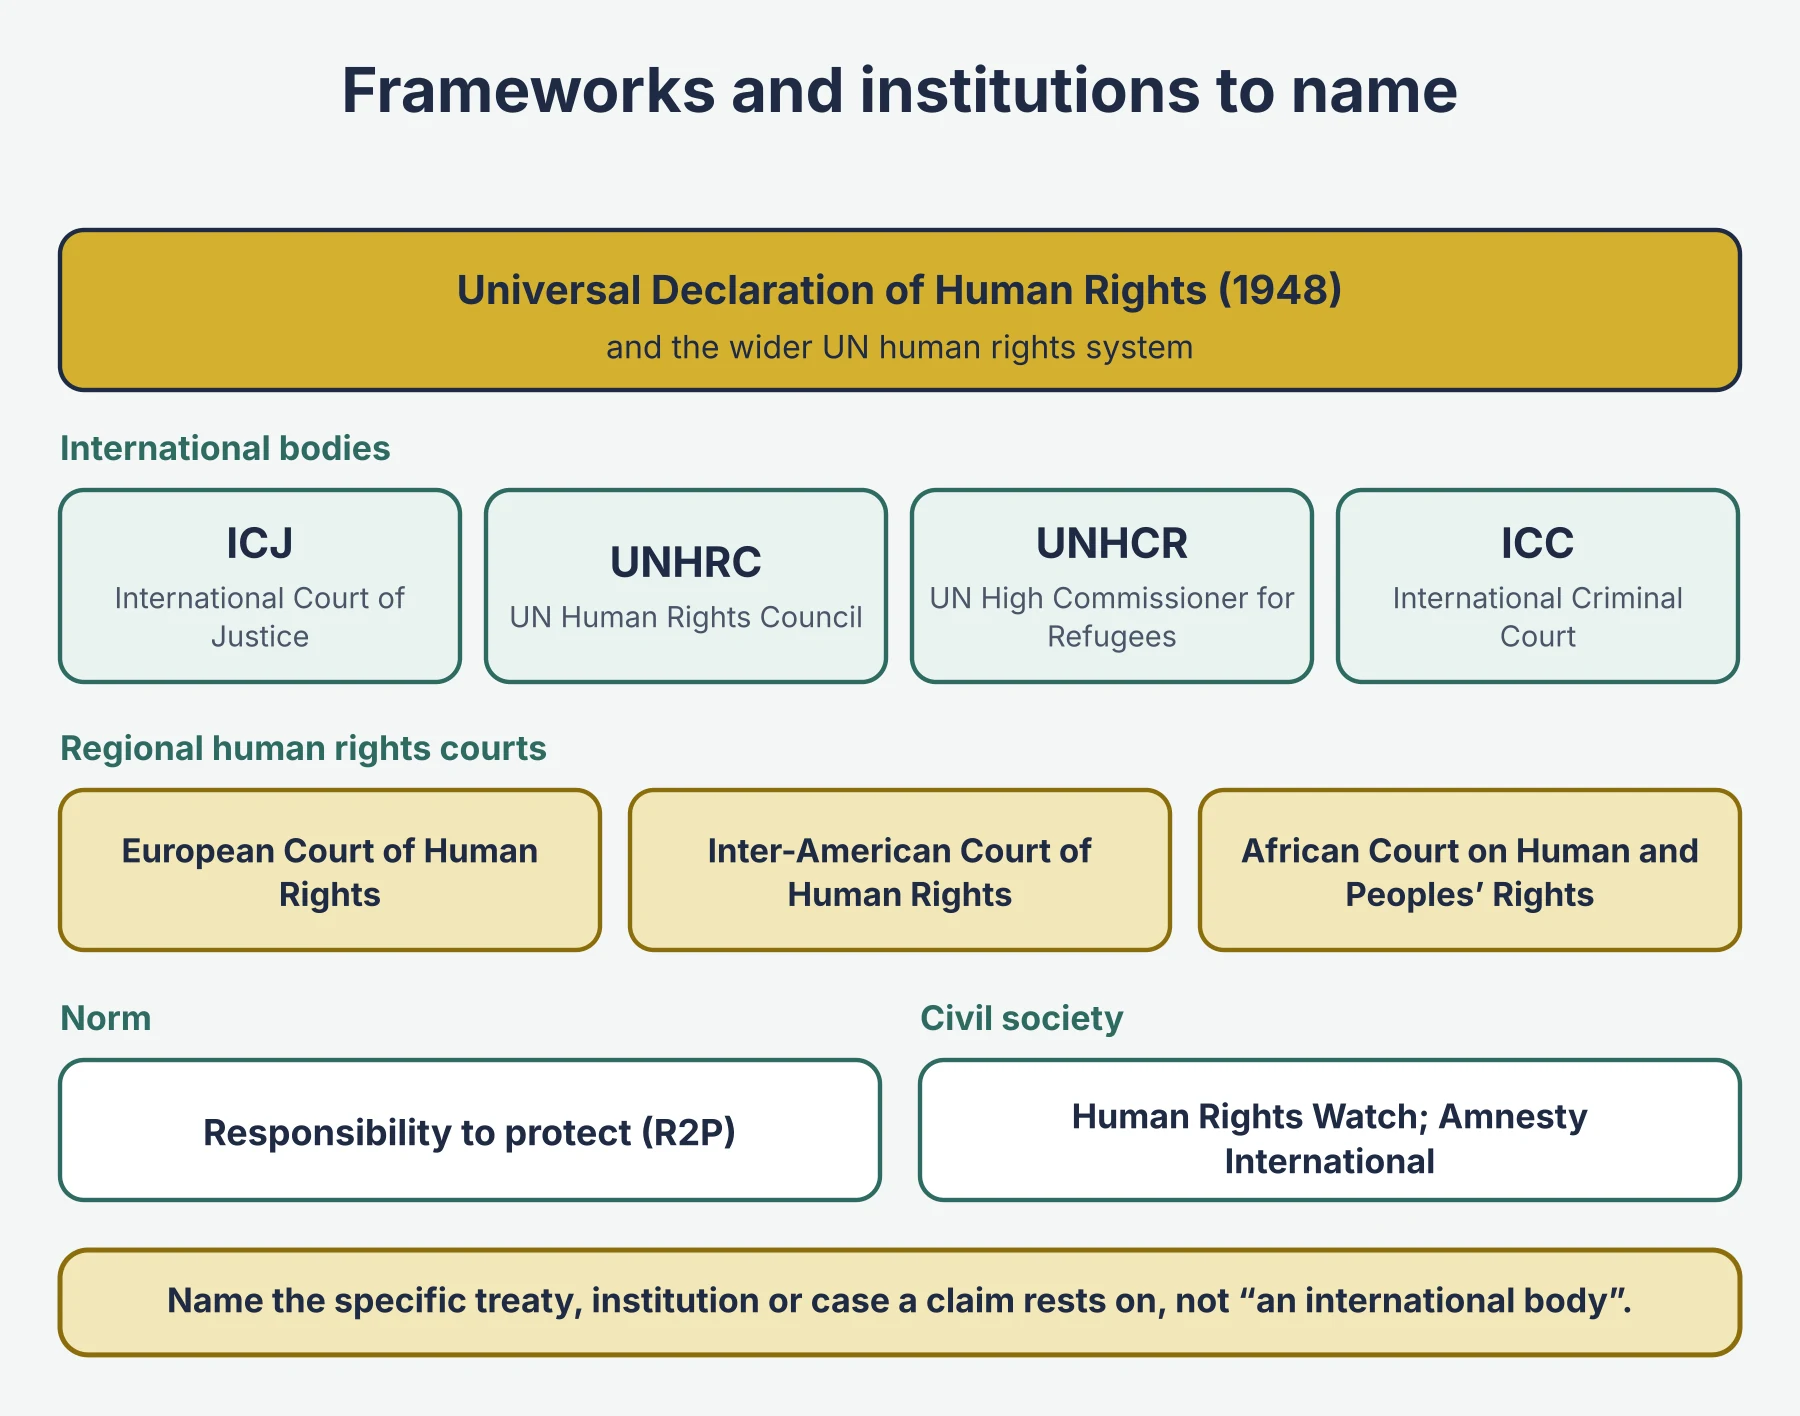 Frameworks and institutions to name
Universal Declaration of Human Rights (1948)
and the wider UN human rights system
International bodies
ICJ
International Court of
Justice
UNHRC
UN Human Rights Council
UNHCR
UN High Commissioner for
Refugees
ICC
International Criminal
Court
Regional human rights courts
European Court of Human
Rights
Inter-American Court of
Human Rights
African Court on Human and
Peoples’ Rights
Norm
Responsibility to protect (R2P)
Civil society
Human Rights Watch; Amnesty
International
Name the specific treaty, institution or case a claim rests on, not “an international body”.